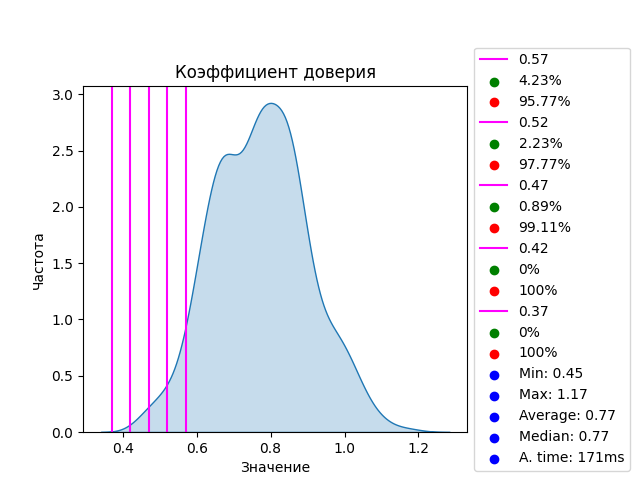 Коэффициент доверия
Частота
3.0
2.5
2.0
1.5
1.0
0.5
0.0
0.4 0.6 0.8 1.0 1.2
Значение
0.57
4.23%
95.77%
0.52
2.23%
97.77%
0.47
0.89%
99.11%
0.42
0%
100%
0.37
0%
100%
Min: 0.45
Max: 1.17
Average: 0.77
Median: 0.77
A. time: 171ms